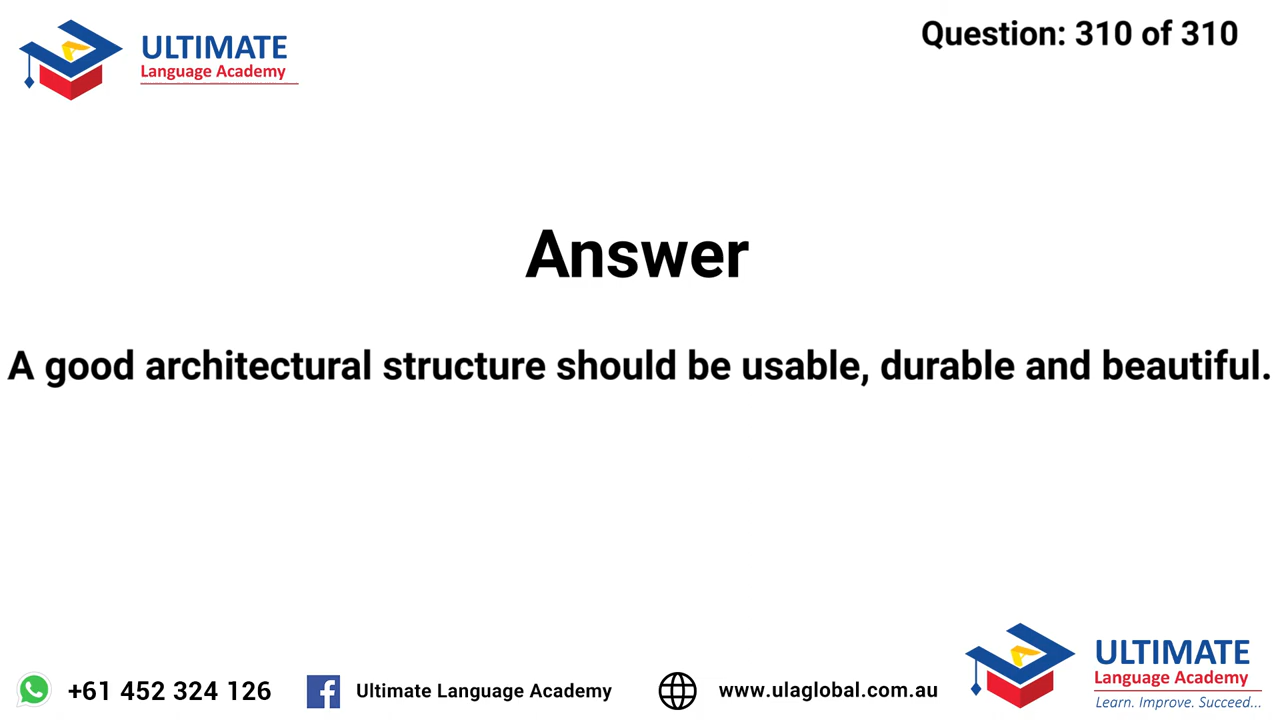 ULTIMATE
Language Academy
Question: 310 of 310
Answer
A good architectural structure should be usable, durable and beautiful.
+61 452 324 126
Ultimate Language Academy
www.ulaglobal.com.au
ULTIMATE
Language Academy
Learn. Improve. Succeed...